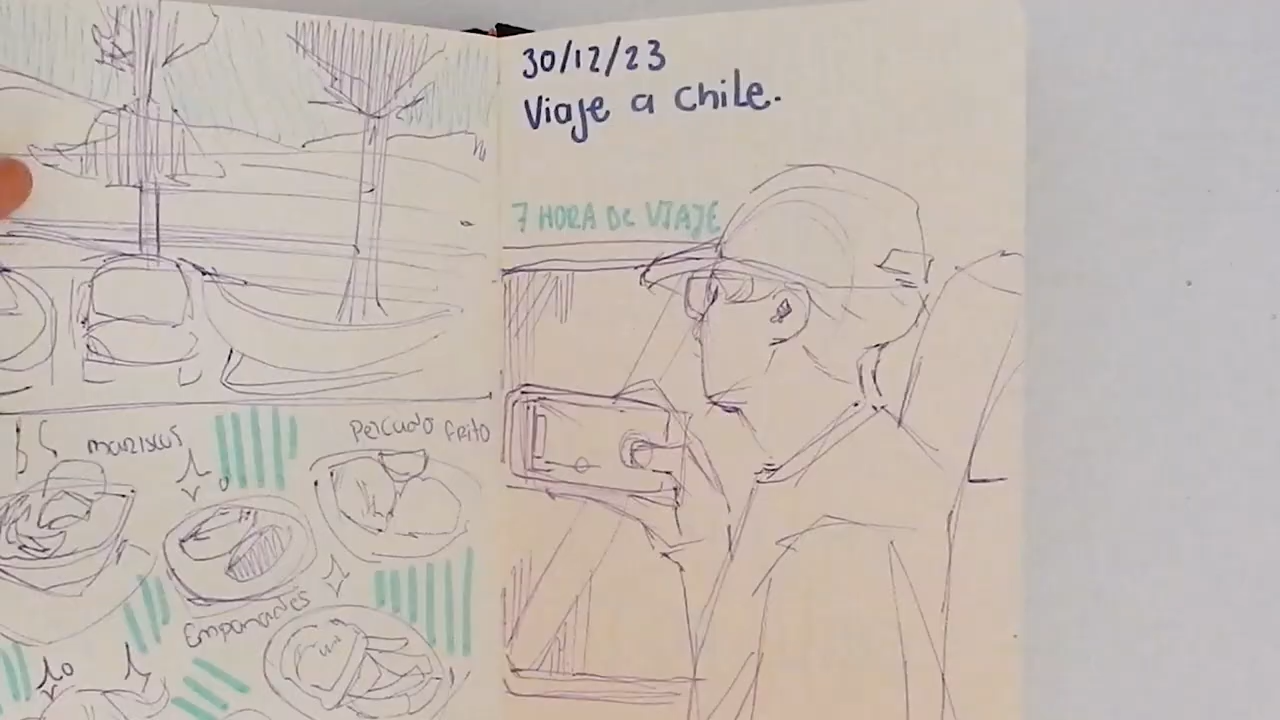 mariscos
Pescado frito
Empanadas
30/12/23
Viaje a Chile.
7 HORA DE VIAJE